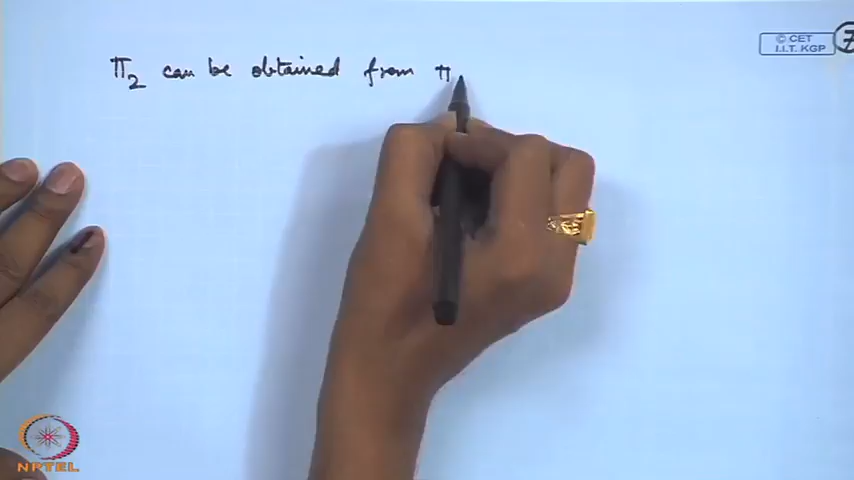 π₂ can be obtained from π
© CET
I.I.T. KGP
NPTEL